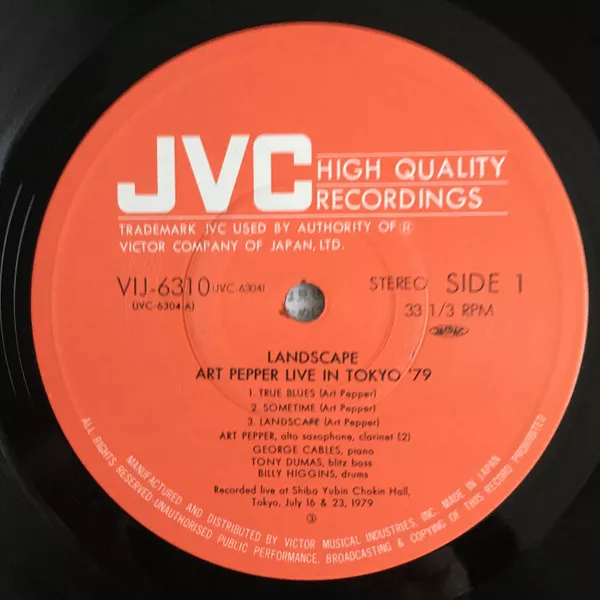 JVC
HIGH QUALITY
RECORDINGS
TRADEMARK JVC USED BY AUTHORITY OF ®
VICTOR COMPANY OF JAPAN, LTD.
VIJ-6310 (JVC-6304)
(JVC-6304-A)
STEREO SIDE 1
33 1/3 RPM
LANDSCAPE
ART PEPPER LIVE IN TOKYO '79
1. TRUE BLUES (Art Pepper)
2. SOMETIME (Art Pepper)
3. LANDSCAPE (Art Pepper)
ART PEPPER, alto saxophone, clarinet (2)
GEORGE CABLES, piano
TONY DUMAS, blitz bass
BILLY HIGGINS, drums
Recorded live at Shiba Yubin Chokin Hall,
Tokyo, July 16 & 23, 1979
③
MANUFACTURED AND DISTRIBUTED BY VICTOR MUSICAL INDUSTRIES, INC. MADE IN JAPAN
ALL RIGHTS RESERVED UNAUTHORISED PUBLIC PERFORMANCE, BROADCASTING & COPYING OF THIS RECORD PROHIBITED